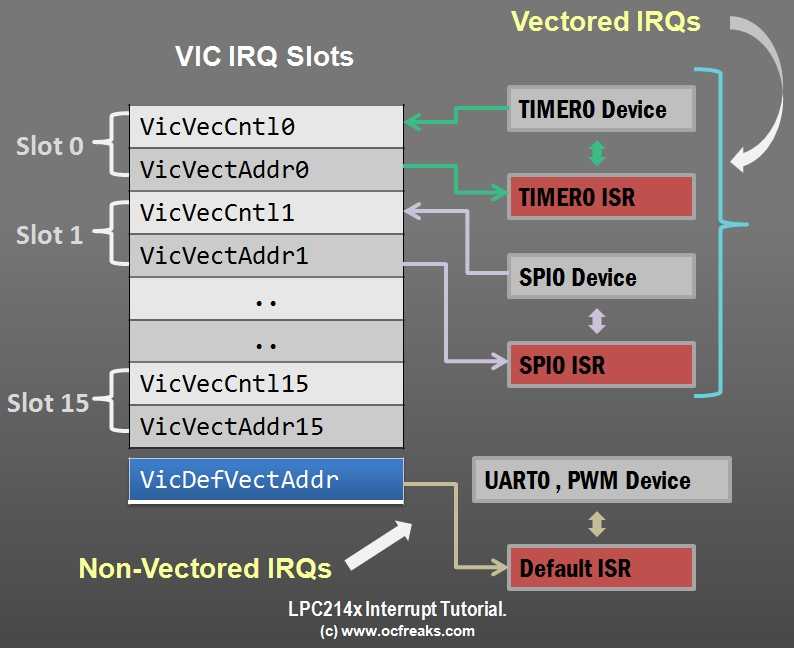 Vectored IRQs
VIC IRQ Slots
Slot 0
VicVecCntl0
VicVectAddr0
Slot 1
VicVecCntl1
VicVectAddr1
..
..
Slot 15
VicVecCntl15
VicVectAddr15
TIMER0 Device
TIMER0 ISR
SPI0 Device
SPI0 ISR
VicDefVectAddr
UART0 , PWM Device
Non-Vectored IRQs
Default ISR
LPC214x Interrupt Tutorial.
(c) www.ocfreaks.com